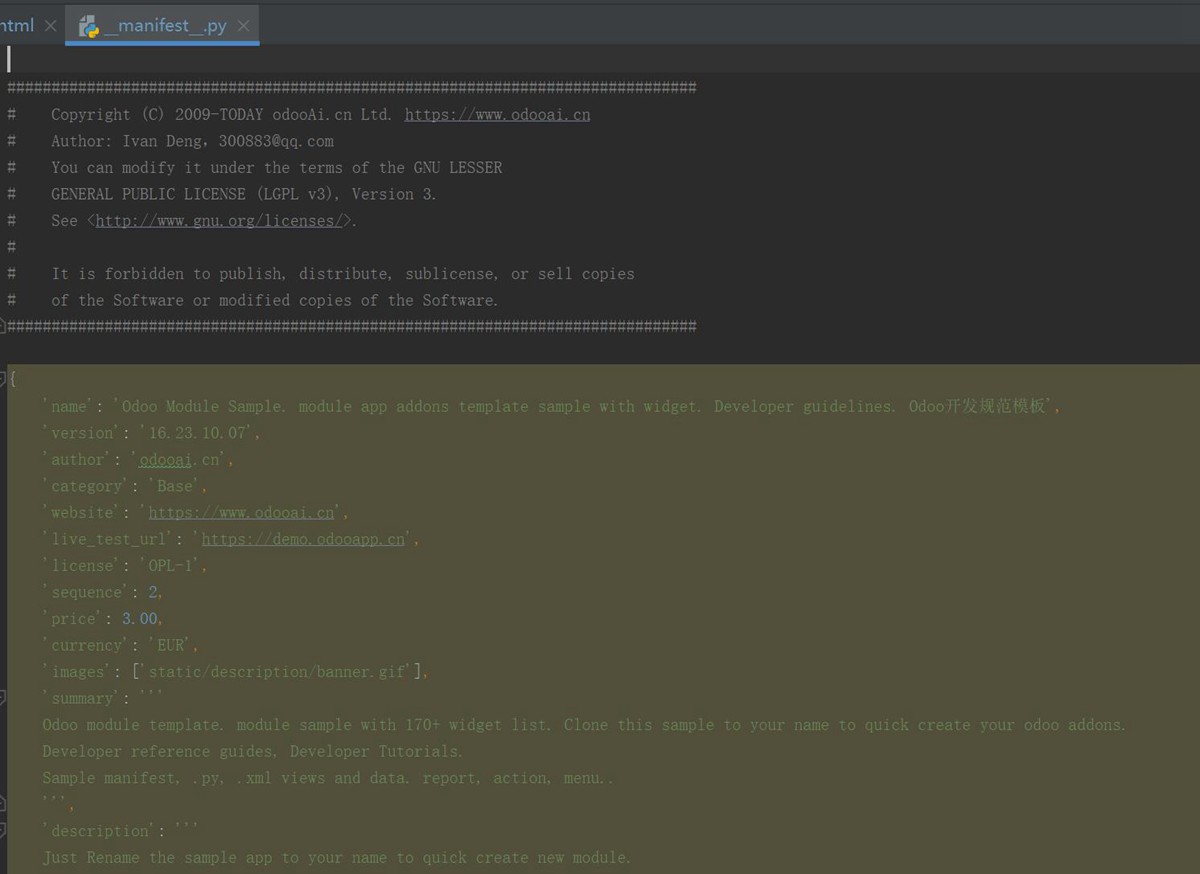 html
__manifest__.py
##############################################################################
#    Copyright (C) 2009-TODAY odooAi.cn Ltd. https://www.odooai.cn
#    Author: Ivan Deng，300883@qq.com
#    You can modify it under the terms of the GNU LESSER
#    GENERAL PUBLIC LICENSE (LGPL v3), Version 3.
#    See <http://www.gnu.org/licenses/>.
#
#    It is forbidden to publish, distribute, sublicense, or sell copies
#    of the Software or modified copies of the Software.
##############################################################################
{
    'name': 'Odoo Module Sample. module app addons template sample with widget. Developer guidelines. Odoo开发规范模板',
    'version': '16.23.10.07',
    'author': 'odooai.cn',
    'category': 'Base',
    'website': 'https://www.odooai.cn',
    'live_test_url': 'https://demo.odooapp.cn',
    'license': 'OPL-1',
    'sequence': 2,
    'price': 3.00,
    'currency': 'EUR',
    'images': ['static/description/banner.gif'],
    'summary': '''
    Odoo module template. module sample with 170+ widget list. Clone this sample to your name to quick create your odoo addons.
    Developer reference guides, Developer Tutorials.
    Sample manifest, .py, .xml views and data. report, action, menu..
    ''',
    'description': '''
    Just Rename the sample app to your name to quick create new module.